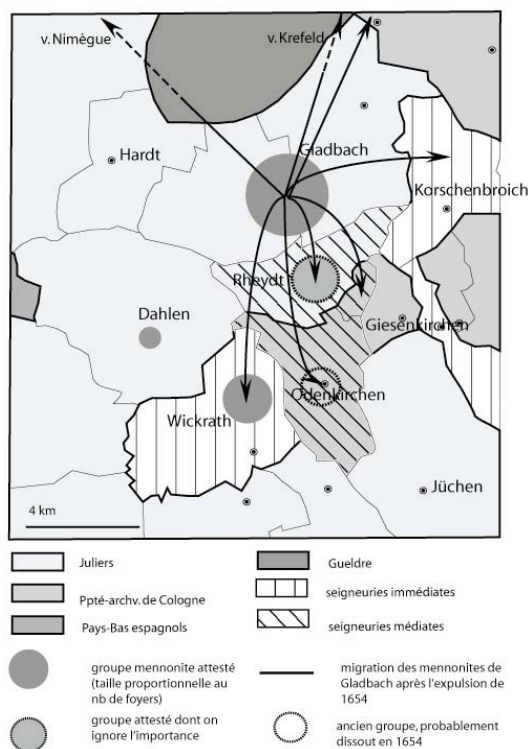 v. Nimègue
v. Krefeld
Hardt
Gladbach
Korschenbroich
Rheydt
Dahlen
Giesenkirchen
Odenkirchen
Wickrath
Jüchen
4 km
Juliers
Gueldre
Ppté-archv. de Cologne
seigneuries immédiates
Pays-Bas espagnols
seigneuries médiates
groupe mennonite attesté
(taille proportionnelle au
nb de foyers)
migration des mennonites de
Gladbach après l'expulsion de
1654
groupe attesté dont on
ignore l'importance
ancien groupe, probablement
dissout en 1654